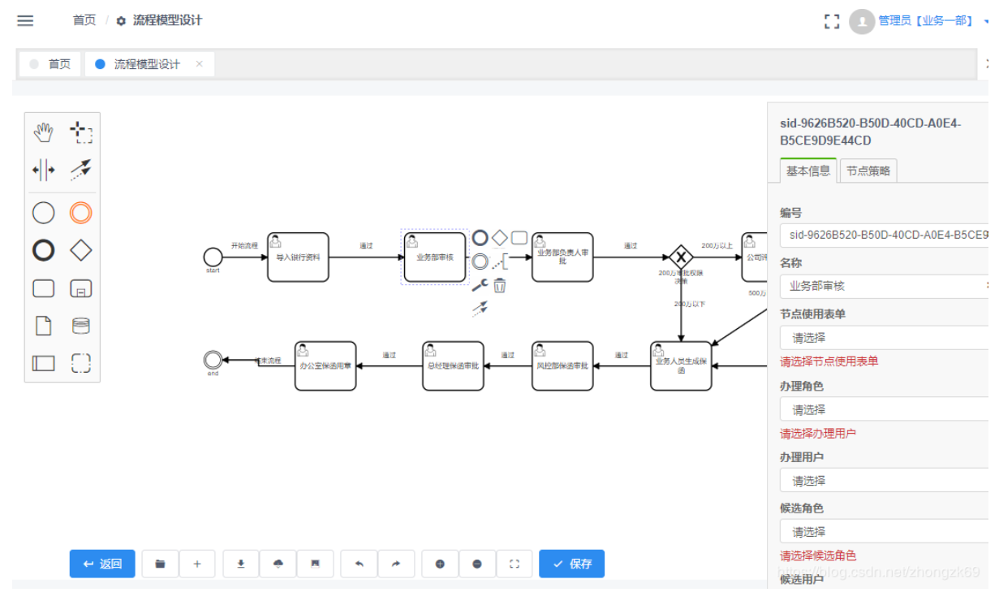 首页 / 流程模型设计
管理员【业务一部】
首页
流程模型设计 ×
sid-9626B520-B50D-40CD-A0E4-
B5CE9D9E44CD
基本信息 节点策略
编号
sid-9626B520-B50D-40CD-A0E4-B5CE9
名称
业务部审核
节点使用表单
请选择
请选择节点使用表单
办理角色
请选择
请选择办理用户
办理用户
请选择
候选角色
请选择
请选择候选角色
候选用户
start
开始流程
导入银行资料
通过
业务部审核
业务部负责人审
批
通过
200万审批权限
决策
200万以上
公司评
500万
200万以下
业务人员生成保
函
通过
风控部保函审批
通过
总经理保函审批
通过
办公室保函用章
结束流程
end
返回
保存
https://blog.csdn.net/zhongzk69